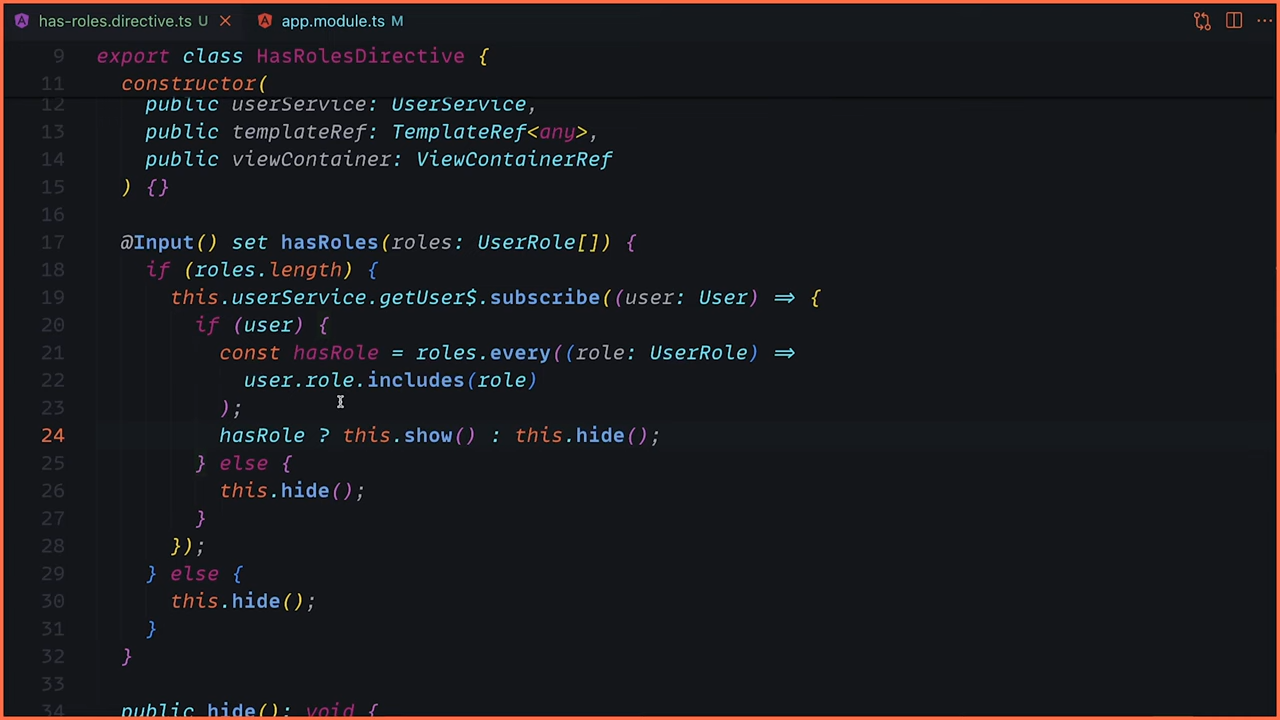 has-roles.directive.ts U
app.module.ts M
9 export class HasRolesDirective {
11 constructor(
12 public userService: UserService,
13 public templateRef: TemplateRef<any>,
14 public viewContainer: ViewContainerRef
15 ) {}
16
17 @Input() set hasRoles(roles: UserRole[]) {
18 if (roles.length) {
19 this.userService.getUser$.subscribe((user: User) => {
20 if (user) {
21 const hasRole = roles.every((role: UserRole) =>
22 user.role.includes(role)
23 );
24 hasRole ? this.show() : this.hide();
25 } else {
26 this.hide();
27 }
28 });
29 } else {
30 this.hide();
31 }
32 }
33
34 public hide(): void {